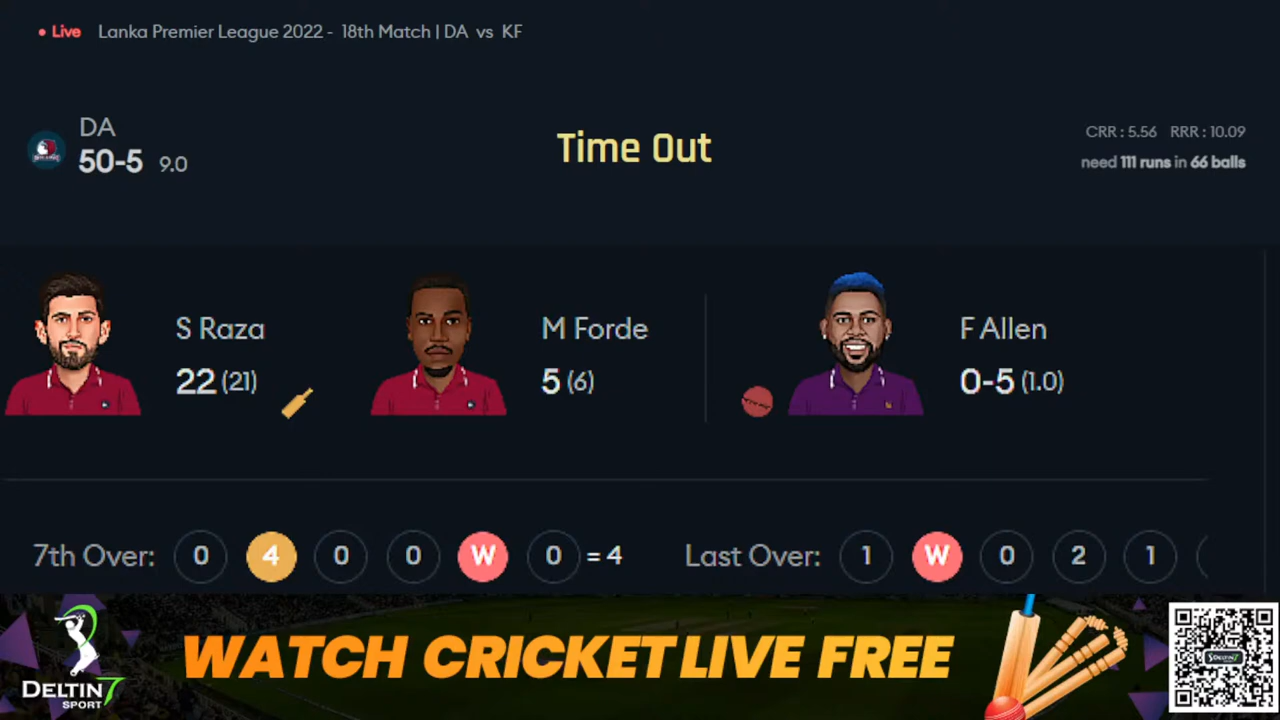 Live Lanka Premier League 2022 - 18th Match | DA vs KF
DA
50-5 9.0
Time Out
CRR : 5.56 RRR : 10.09
need 111 runs in 66 balls
S Raza
22 (21)
M Forde
5 (6)
F Allen
0-5 (1.0)
7th Over: 0 4 0 0 W 0 = 4 Last Over: 1 W 0 2 1
WATCH CRICKET LIVE FREE
DELTIN7
SPORT